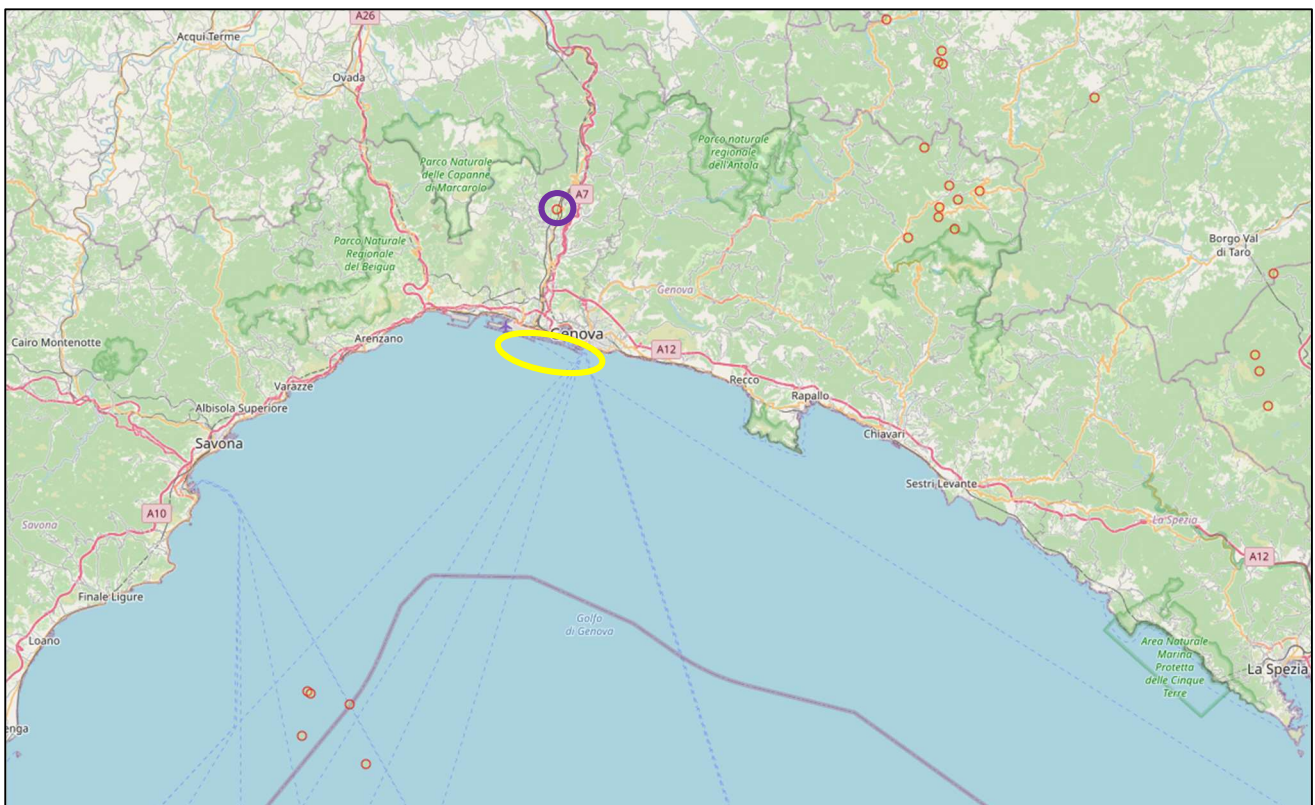 A26
Acqui Terme
Ovada
Parco Naturale
delle Capanne
di Marcarolo
Parco naturale
regionale
dell'Antola
A7
Parco Naturale
Regionale
del Beigua
Borgo Val
di Taro
Genova
Cairo Montenotte
Arenzano
Genova
A12
Varazze
Recco
Rapallo
Albisola Superiore
Savona
Chiavari
Sestri Levante
A10
Savona
La Spezia
A12
Finale Ligure
Golfo
di Genova
Loano
Area Naturale
Marina
Protetta
delle Cinque
Terre
La Spezia
enga